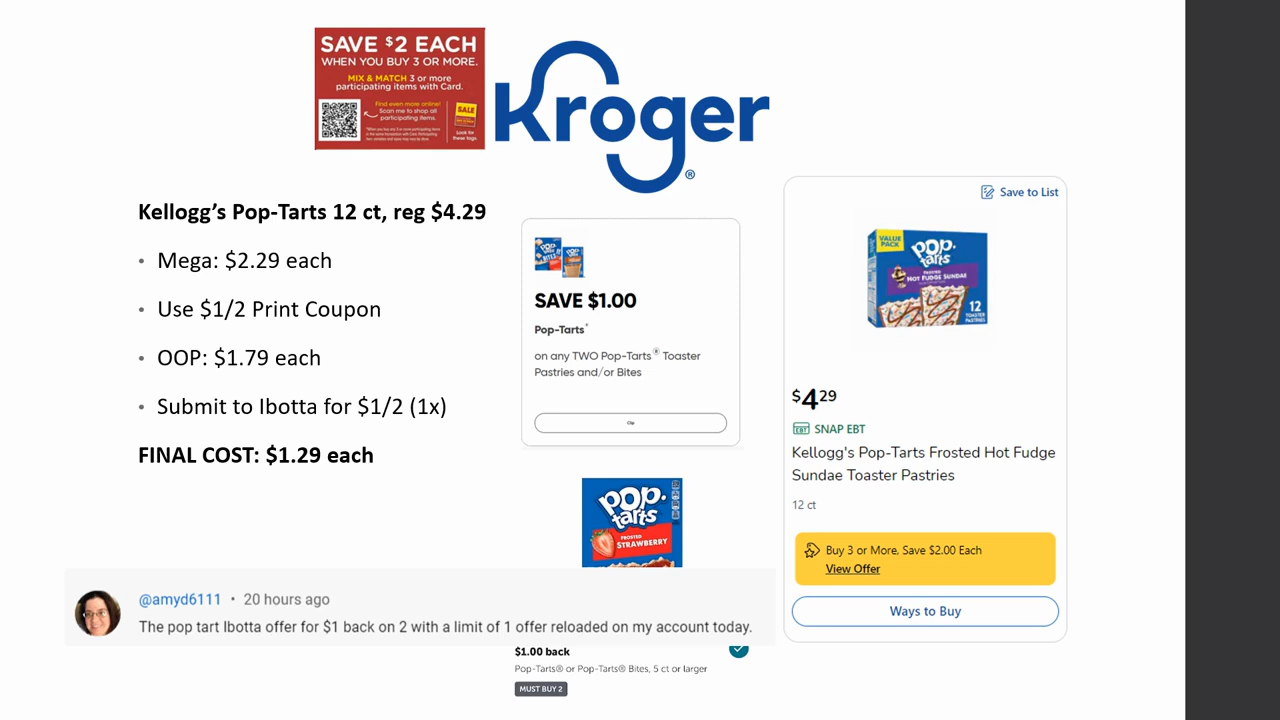 SAVE $2 EACH
WHEN YOU BUY 3 OR MORE.
MIX & MATCH 3 or more
participating items with Card.
Find even more online!
Scan me to shop all
participating items.
SALE
Look for
these tags.
Kroger®
Kellogg’s Pop-Tarts 12 ct, reg $4.29
• Mega: $2.29 each
• Use $1/2 Print Coupon
• OOP: $1.79 each
• Submit to Ibotta for $1/2 (1x)
FINAL COST: $1.29 each
SAVE $1.00
Pop-Tarts®
on any TWO Pop-Tarts® Toaster
Pastries and/or Bites
Clip
pop.
tarts
FROSTED
STRAWBERRY
Save to List
VALUE
PACK
pop.
tarts
FROSTED
HOT FUDGE SUNDAE
12
TOASTER
PASTRIES
$4.29
EBT SNAP EBT
Kellogg's Pop-Tarts Frosted Hot Fudge
Sundae Toaster Pastries
12 ct
Buy 3 or More, Save $2.00 Each
View Offer
Ways to Buy
@amyd6111 • 20 hours ago
The pop tart Ibotta offer for $1 back on 2 with a limit of 1 offer reloaded on my account today.
$1.00 back
Pop-Tarts® or Pop-Tarts® Bites, 5 ct or larger
MUST BUY 2